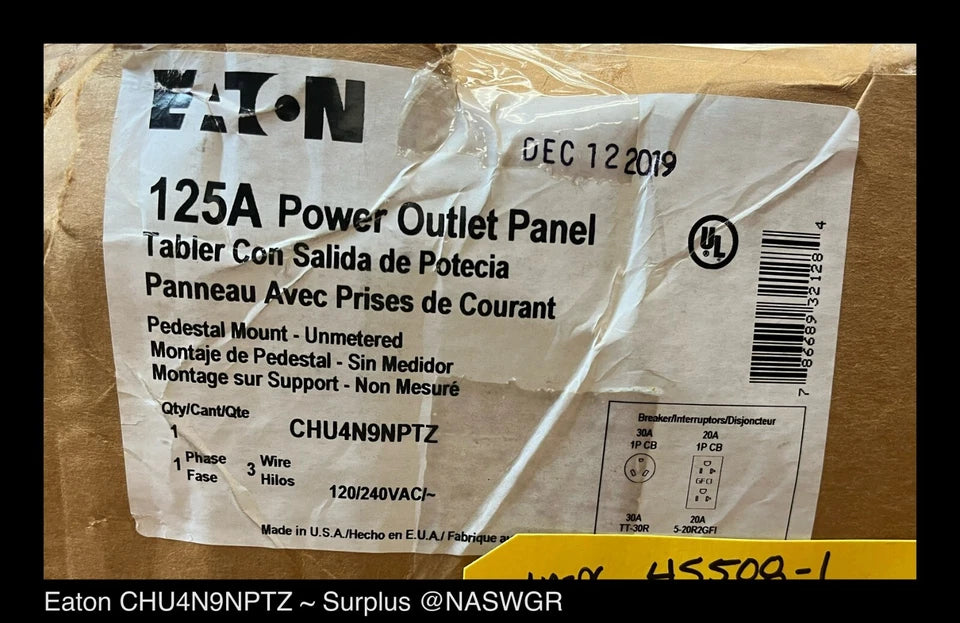 EATON
DEC 12 2019
125A Power Outlet Panel
Tabler Con Salida de Potecia
Panneau Avec Prises de Courant
Pedestal Mount - Unmetered
Montaje de Pedestal - Sin Medidor
Montage sur Support - Non Mesuré
Qty/Cant/Qte
1
CHU4N9NPTZ
1 Phase
Fase
3 Wire
Hilos
120/240VAC/~
Made in U.S.A./Hecho en E.U.A./ Fabrique
UL
7 86689 32128 4
Breaker/Interruptors/Disjoncteur
30A 20A
1P CB 1P CB
GFCI
30A 20A
TT-30R 5-20R2GFI
45508-1
Eaton CHU4N9NPTZ ~ Surplus @NASWGR